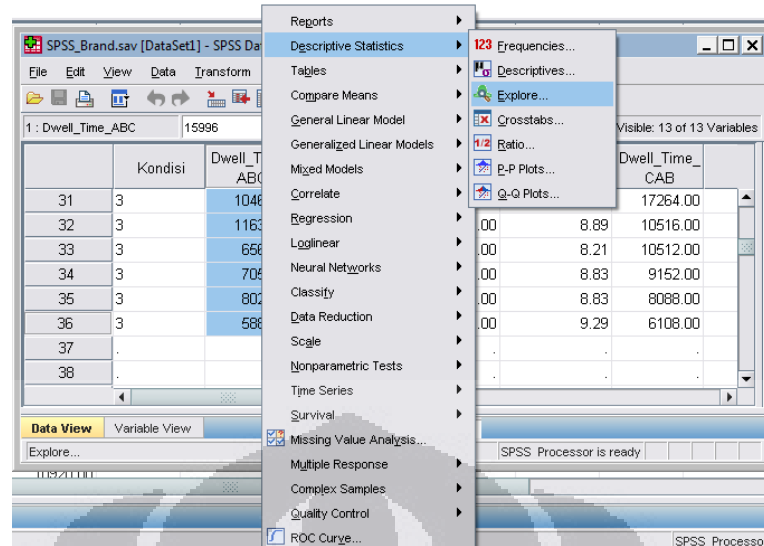 SPSS_Brand.sav [DataSet1] - SPSS Da
File Edit View Data Transform
1 : Dwell_Time_ABC 15996
Visible: 13 of 13 Variables
Kondisi Dwell_T ABC Dwell_Time_ CAB
31 3 1046 17264.00
32 3 1163 .00 8.89 10516.00
33 3 656 .00 8.21 10512.00
34 3 705 .00 8.83 9152.00
35 3 802 .00 8.83 8088.00
36 3 588 .00 9.29 6108.00
37 . . . .
38 . . . .
Data View Variable View
Explore...
SPSS Processor is ready
Reports
Descriptive Statistics
Tables
Compare Means
General Linear Model
Generalized Linear Models
Mixed Models
Correlate
Regression
Loglinear
Neural Networks
Classify
Data Reduction
Scale
Nonparametric Tests
Time Series
Survival
Missing Value Analysis...
Multiple Response
Complex Samples
Quality Control
ROC Curve...
123 Frequencies...
Descriptives...
Explore...
Crosstabs...
1/2 Ratio...
P-P Plots...
Q-Q Plots...
SPSS Processo